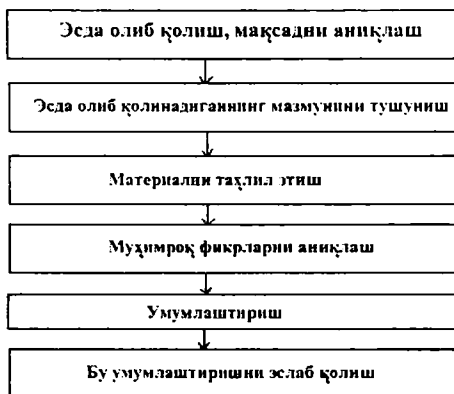 Эсда олиб қолиш, мақсадни аниқлаш
Эсда олиб қолинадиганнинг мазмунини тушуниш
Материални таҳлил этиш
Муҳимроқ фикрларни аниқлаш
Умумлаштириш
Бу умумлаштиришни эслаб қолиш